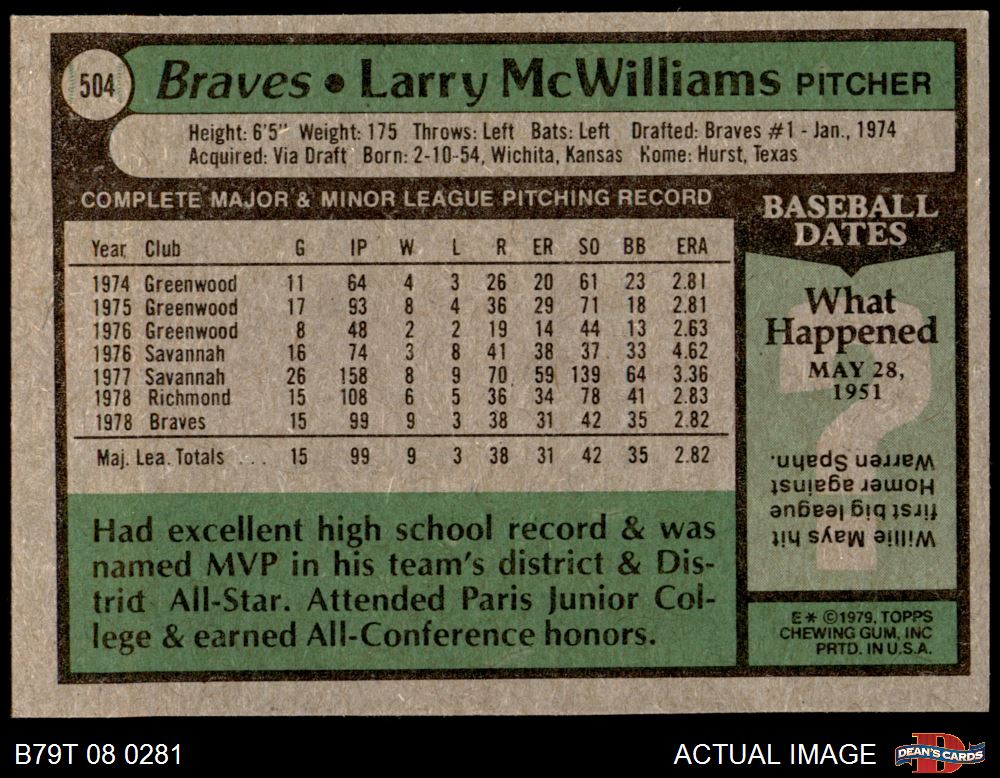 504
Braves • Larry McWilliams PITCHER
Height: 6'5" Weight: 175 Throws: Left Bats: Left Drafted: Braves #1 - Jan., 1974
Acquired: Via Draft Born: 2-10-54, Wichita, Kansas Home: Hurst, Texas
COMPLETE MAJOR & MINOR LEAGUE PITCHING RECORD
Year Club G IP W L R ER SO BB ERA
1974 Greenwood 11 64 4 3 26 20 61 23 2.81
1975 Greenwood 17 93 8 4 36 29 71 18 2.81
1976 Greenwood 8 48 2 2 19 14 44 13 2.63
1976 Savannah 16 74 3 8 41 38 37 33 4.62
1977 Savannah 26 158 8 9 70 59 139 64 3.36
1978 Richmond 15 108 6 5 36 34 78 41 2.83
1978 Braves 15 99 9 3 38 31 42 35 2.82
Maj. Lea. Totals ... 15 99 9 3 38 31 42 35 2.82
Had excellent high school record & was
named MVP in his team's district & Dis-
trict All-Star. Attended Paris Junior Col-
lege & earned All-Conference honors.
BASEBALL
DATES
What
Happened
MAY 28,
1951
?
Willie Mays hit
first big league
Homer against
Warren Spahn.
E* ©1979, TOPPS
CHEWING GUM, INC
PRTD. IN U.S.A.
B79T 08 0281
ACTUAL IMAGE
D
DEAN'S CARDS